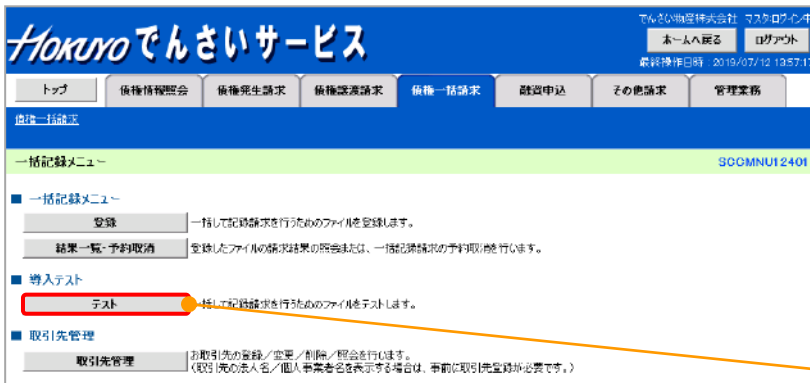 でんさい物産株式会社 マスタ:ログイン中
Hokuyo でんさいサービス
ホームへ戻る ログアウト
最終操作日時:2019/07/12 13:57:17
トップ 債権情報照会 債権発生請求 債権譲渡請求 債権一括請求 融資申込 その他請求 管理業務
債権一括請求
一括記録メニュー SCCMNU12401
■ 一括記録メニュー
登録 一括して記録請求を行うためのファイルを登録します。
結果一覧・予約取消 登録したファイルの請求結果の照会または、一括記録請求の予約取消を行います。
■ 導入テスト
テスト 一括して記録請求を行うためのファイルをテストします。
■ 取引先管理
取引先管理 お取引先の登録/変更/削除/照会を行います。
(取引先の法人名/個人事業者名を表示する場合は、事前に取引先登録が必要です。)